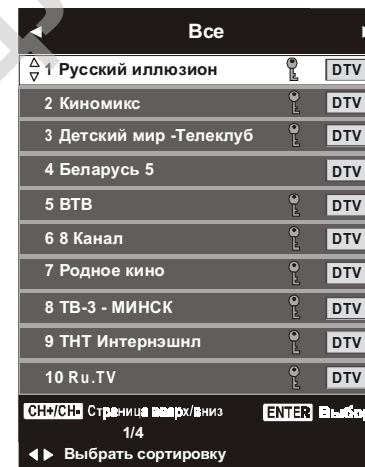 Все
1 Русский иллюзион DTV
2 Киномикс DTV
3 Детский мир -Телеклуб DTV
4 Беларусь 5 DTV
5 ВТВ DTV
6 8 Канал DTV
7 Родное кино DTV
8 ТВ-3 - МИНСК DTV
9 ТНТ Интернэшнл DTV
10 Ru.TV DTV
CH+/CH- Страница вверх/вниз ENTER Выбор
1/4
Выбрать сортировку